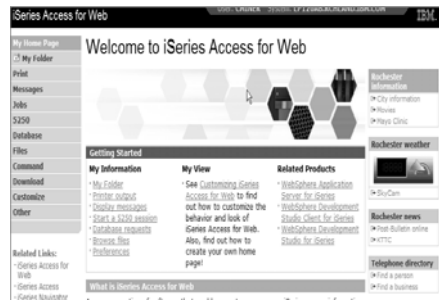 iSeries Access for Web
IBM.
My Home Page
My Folder
Print
Messages
Jobs
5250
Database
Files
Command
Download
Customize
Other
Related Links:
iSeries Access for
Web
iSeries Access
iSeries Navigator
Welcome to iSeries Access for Web
Getting Started
My Information
My Folder
Printer output
Display messages
Start a 5250 session
Database requests
Browse files
Preferences
My View
See Customizing iSeries
Access for Web to find
out how to customize the
behavior and look of
iSeries Access for Web.
Also, find out how to
create your own home
page!
Related Products
WebSphere Application
Server for iSeries
WebSphere Development
Studio Client for iSeries
WebSphere Development
Studio for iSeries
What is iSeries Access for Web
Rochester
information
City information
Movies
Mayo Clinic
Rochester weather
SkyCam
Rochester news
Post-Bulletin online
KTTC
Telephone directory
Find a person
Find a business